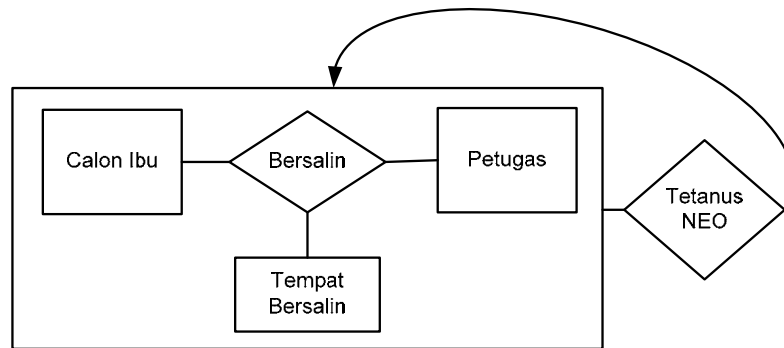 Calon Ibu
Bersalin
Petugas
Tetanus
NEO
Tempat
Bersalin